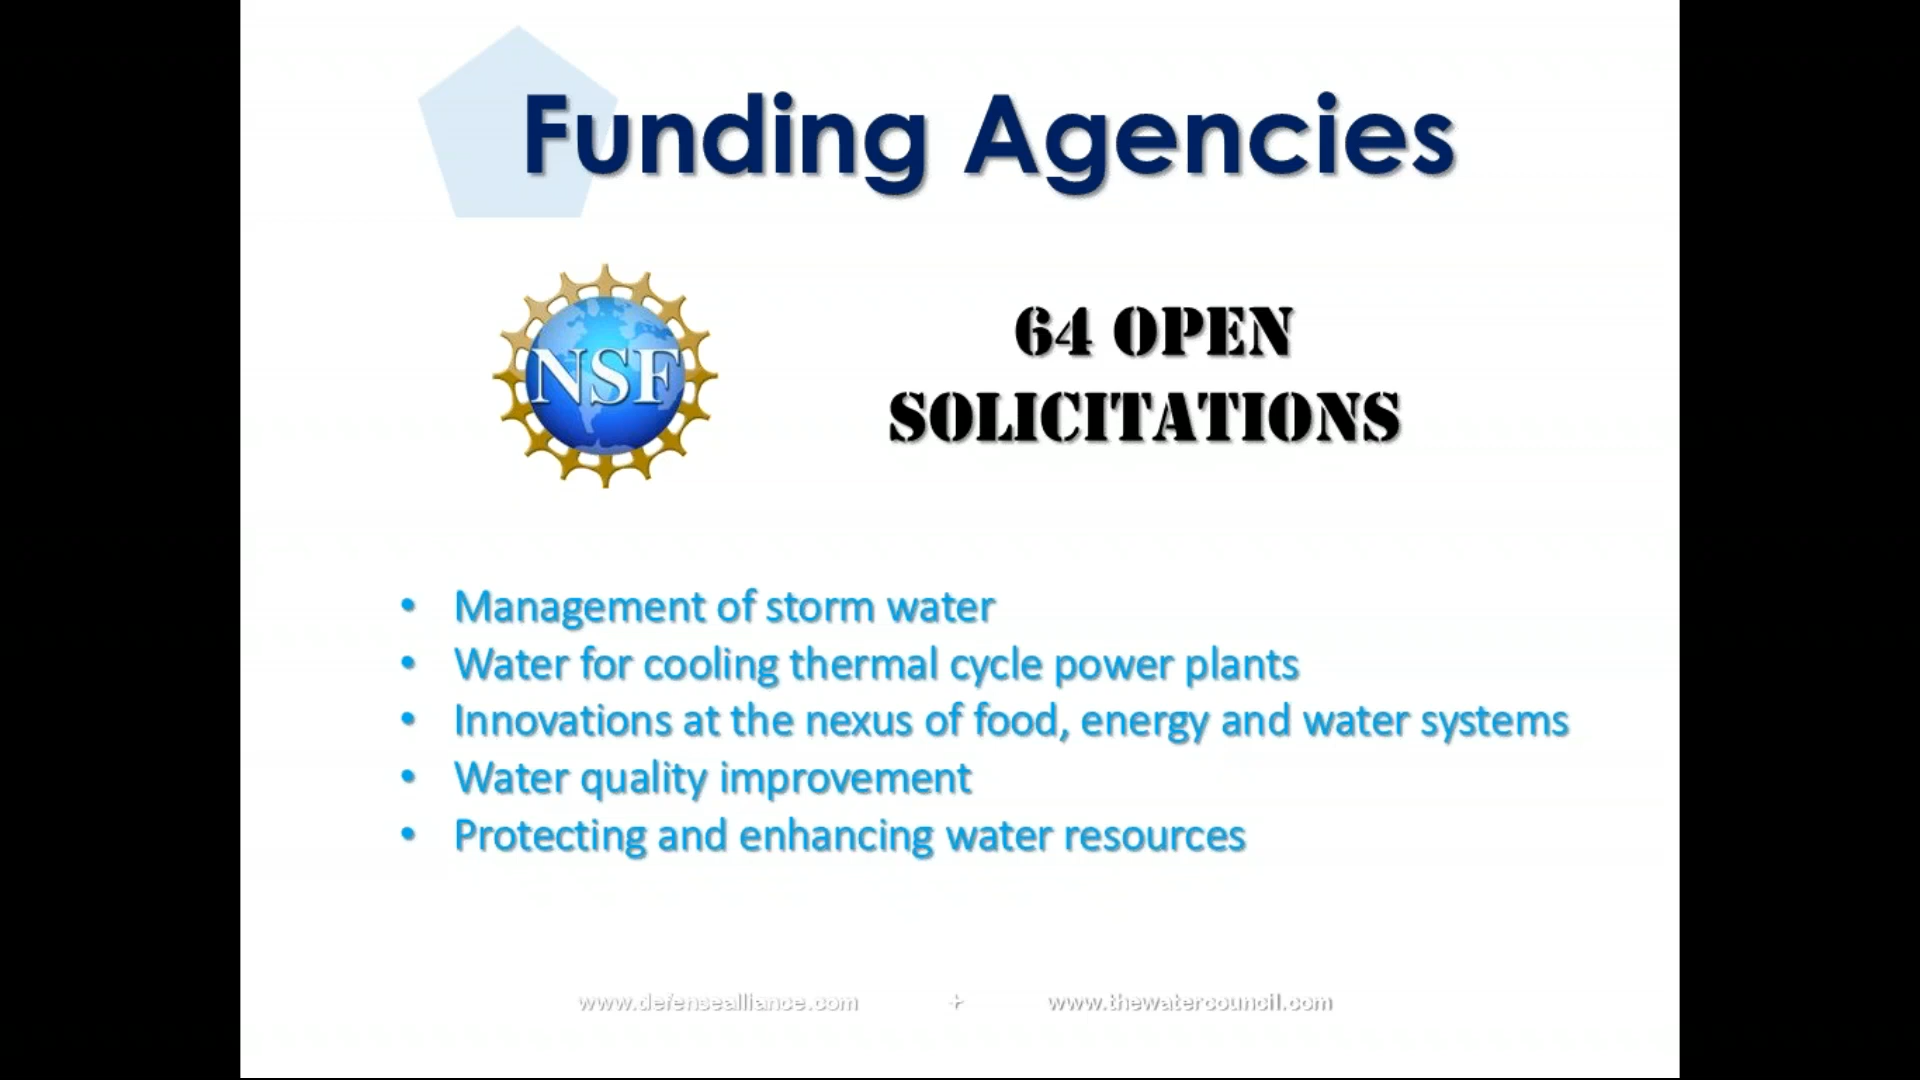 Funding Agencies
NSF
64 OPEN
SOLICITATIONS
• Management of storm water
• Water for cooling thermal cycle power plants
• Innovations at the nexus of food, energy and water systems
• Water quality improvement
• Protecting and enhancing water resources
www.defensealliance.com + www.thewatercouncil.com